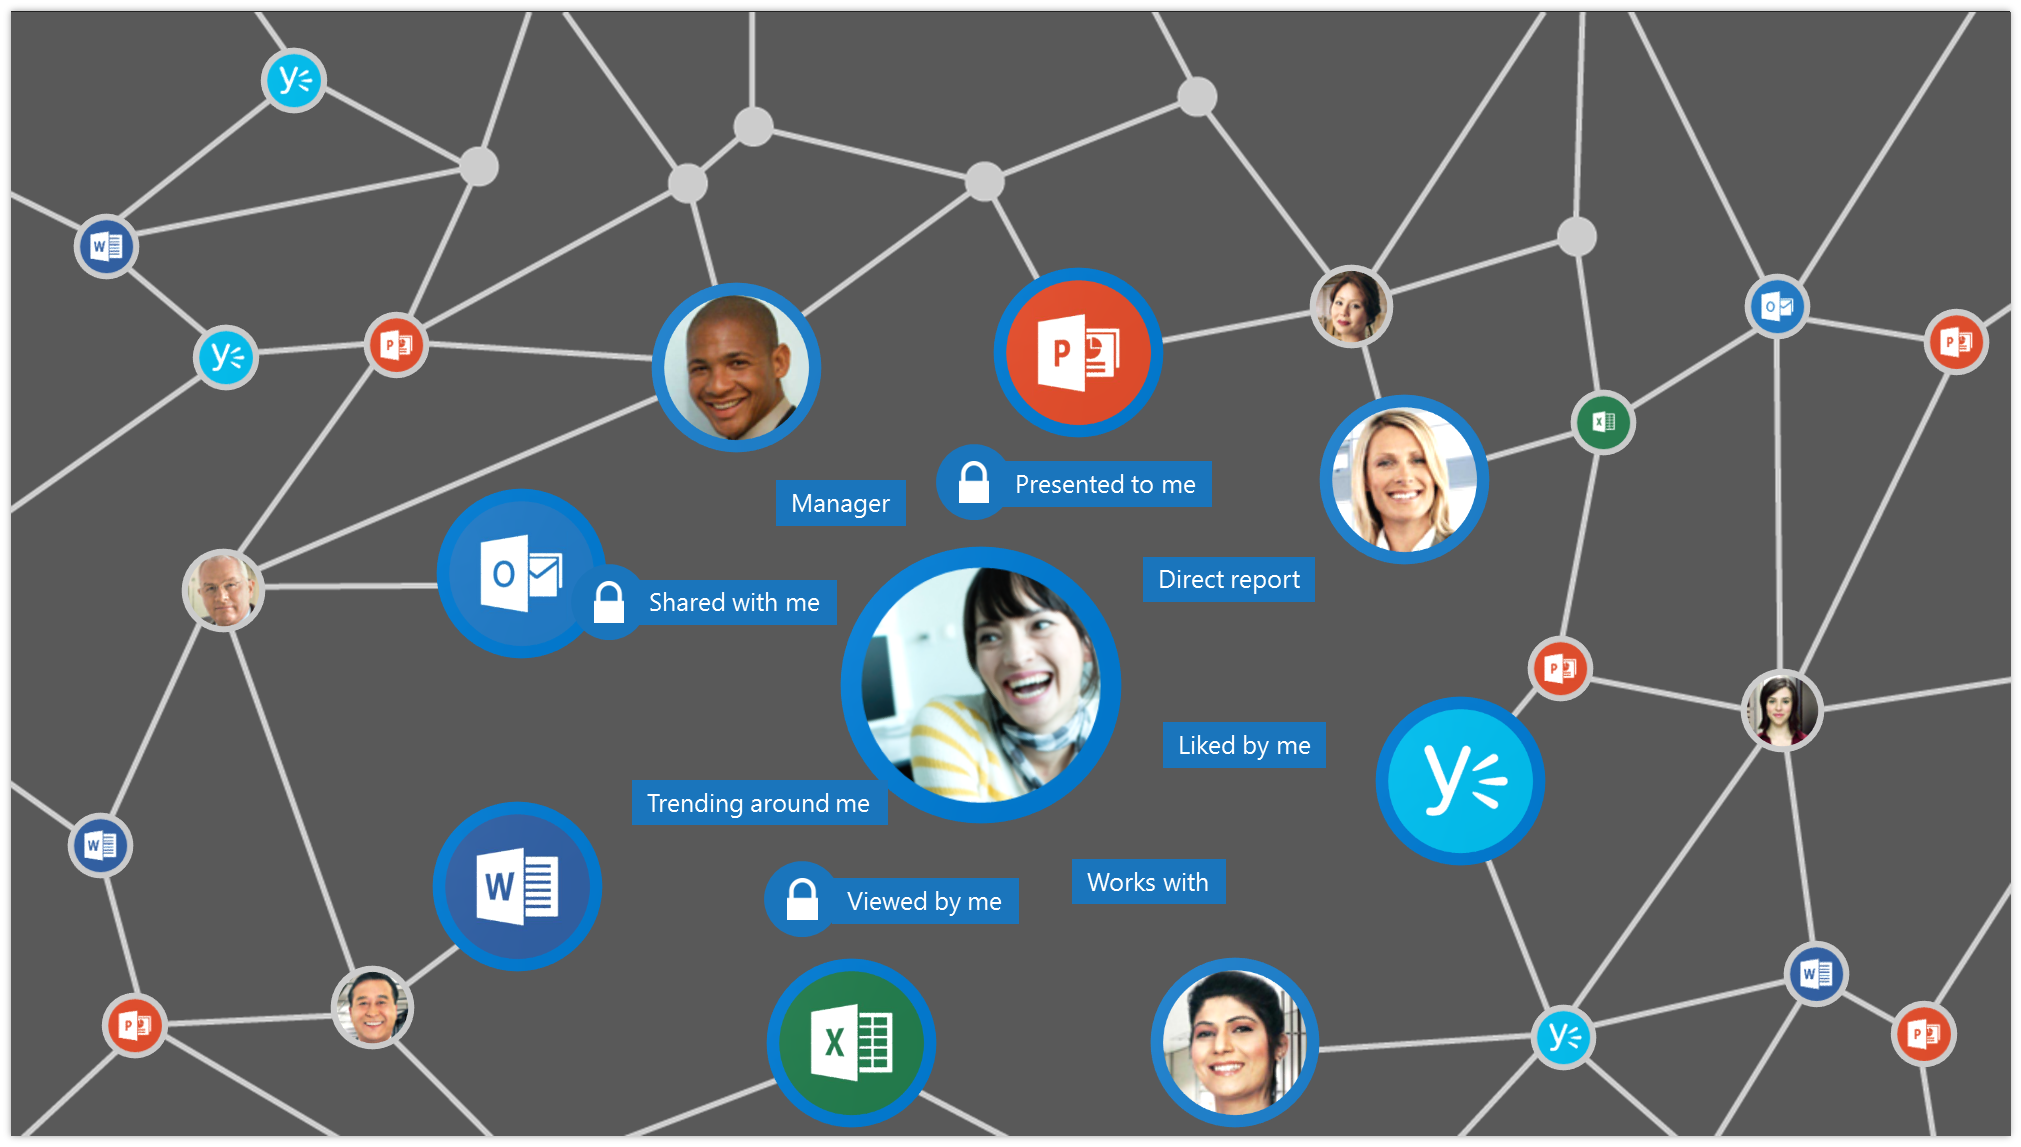 y
W
y
P
P
O
P
Manager
Presented to me
X
O
Shared with me
Direct report
P
Liked by me
y
Trending around me
W
W
Viewed by me
Works with
W
P
X
y
P